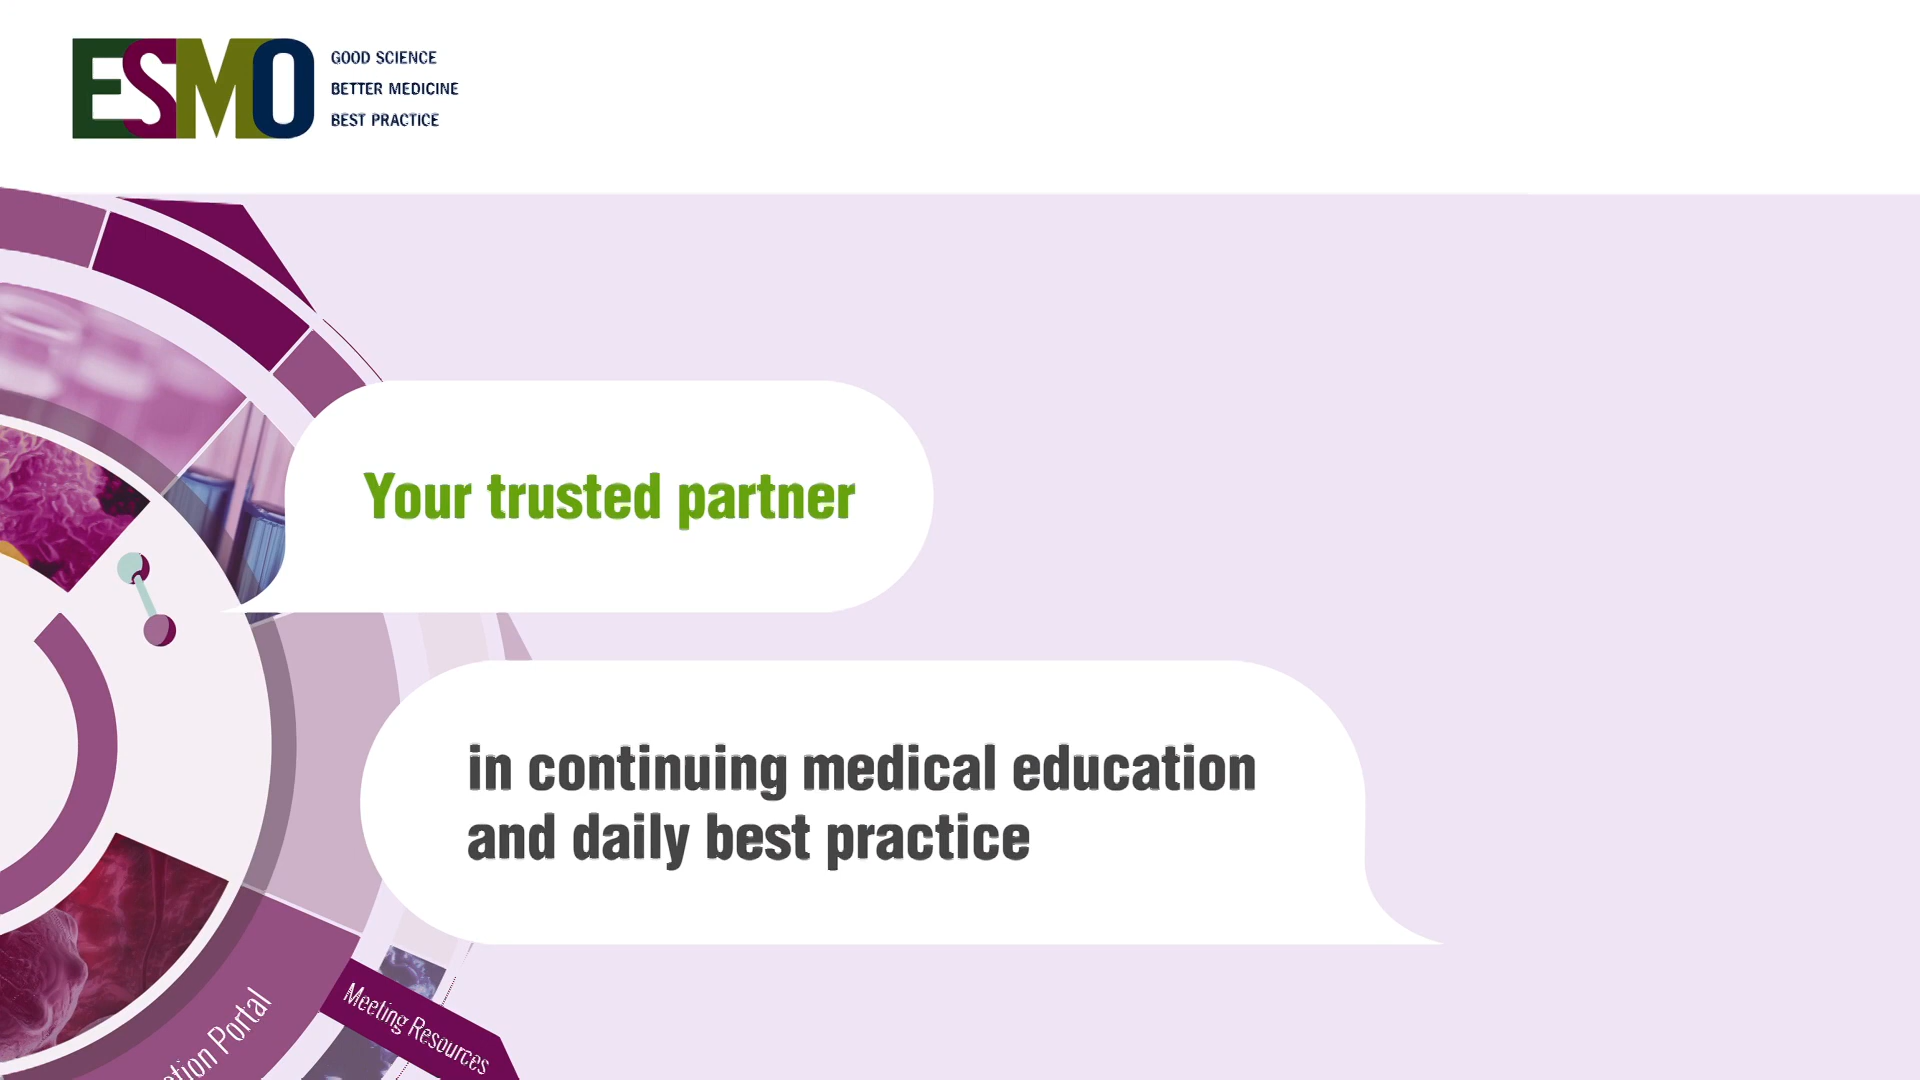 ESMO
GOOD SCIENCE
BETTER MEDICINE
BEST PRACTICE
Your trusted partner
in continuing medical education
and daily best practice
Portal
Meeting Resources